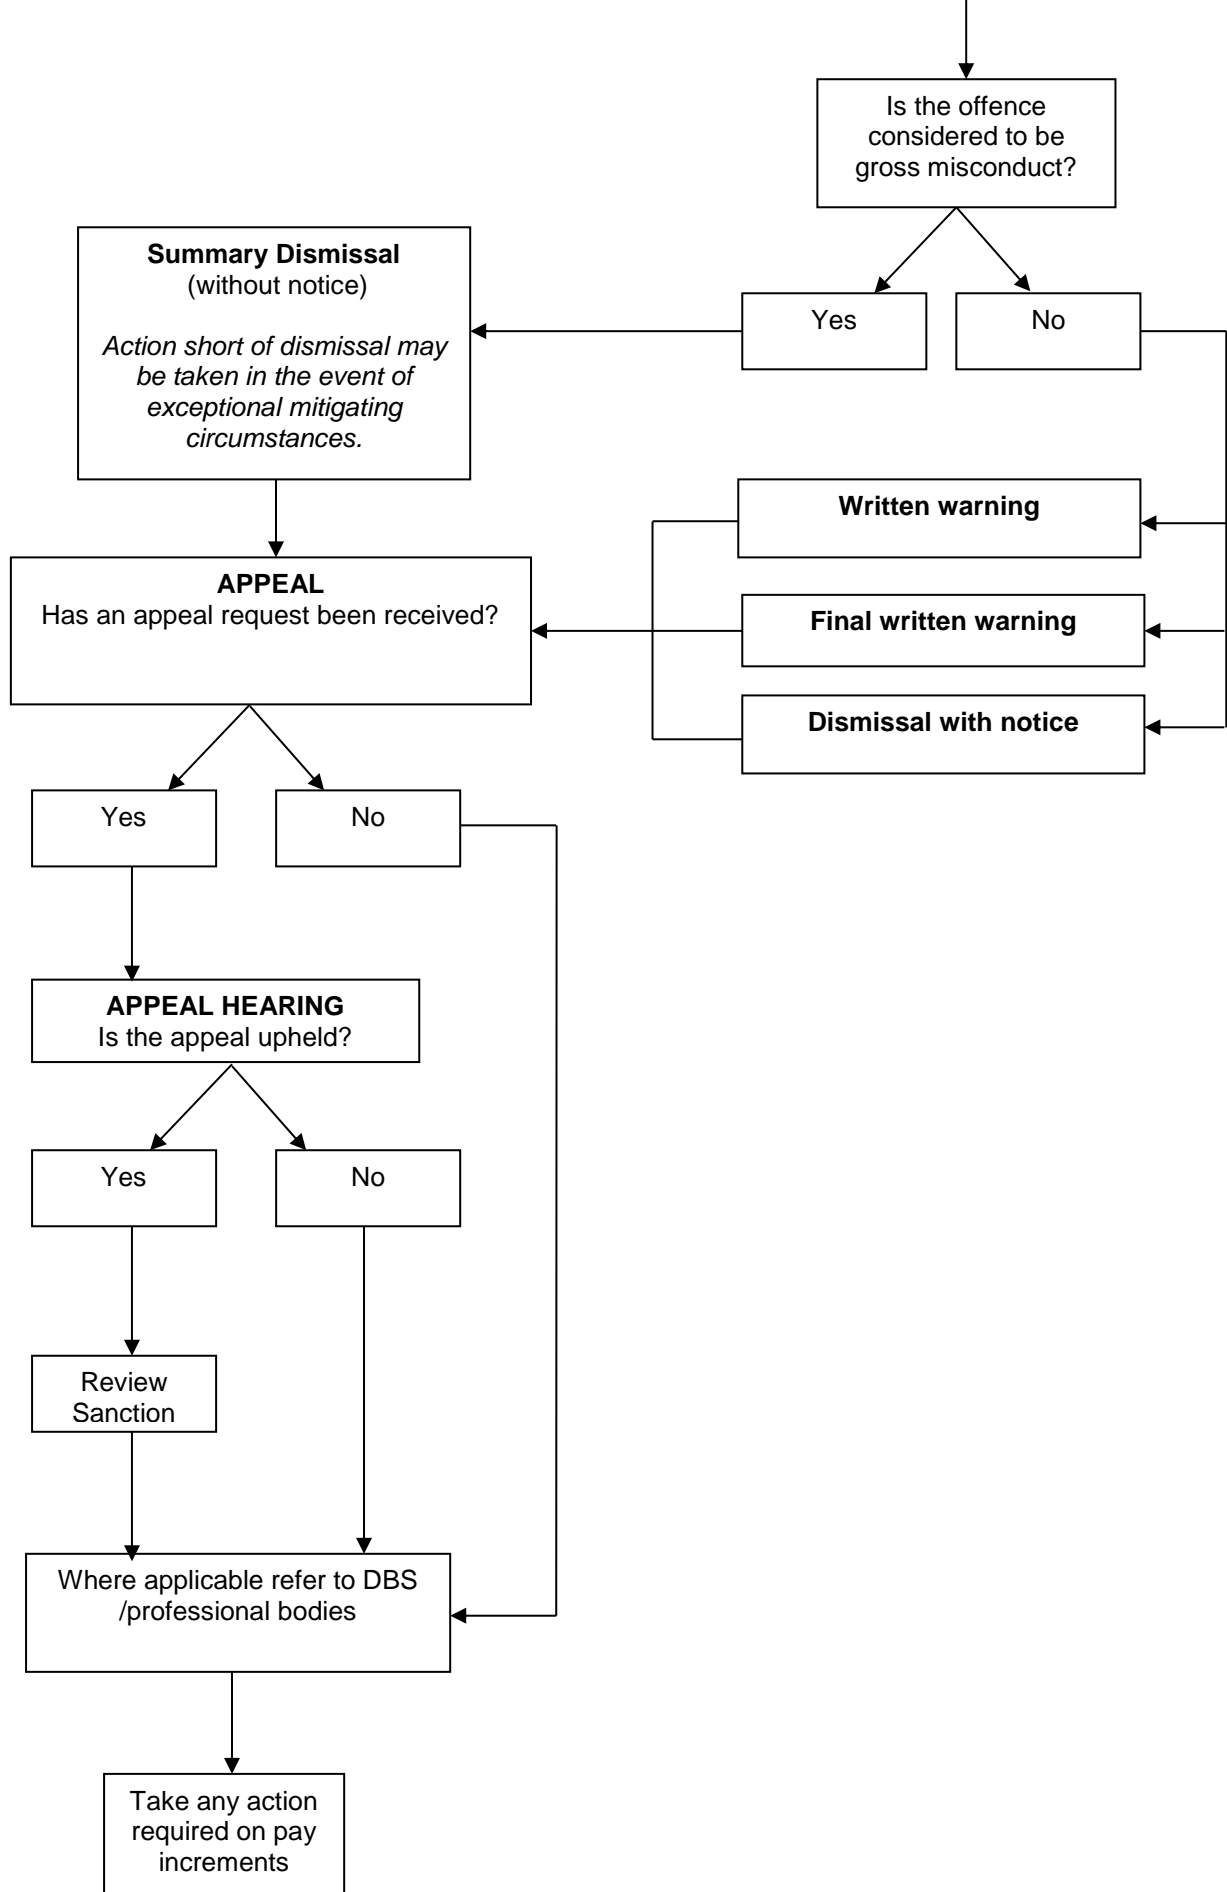 Is the offence
considered to be
gross misconduct?
Summary Dismissal
(without notice)
Action short of dismissal may
be taken in the event of
exceptional mitigating
circumstances.
Yes
No
Written warning
Final written warning
Dismissal with notice
APPEAL
Has an appeal request been received?
Yes
No
APPEAL HEARING
Is the appeal upheld?
Yes
No
Review
Sanction
Where applicable refer to DBS
/professional bodies
Take any action
required on pay
increments